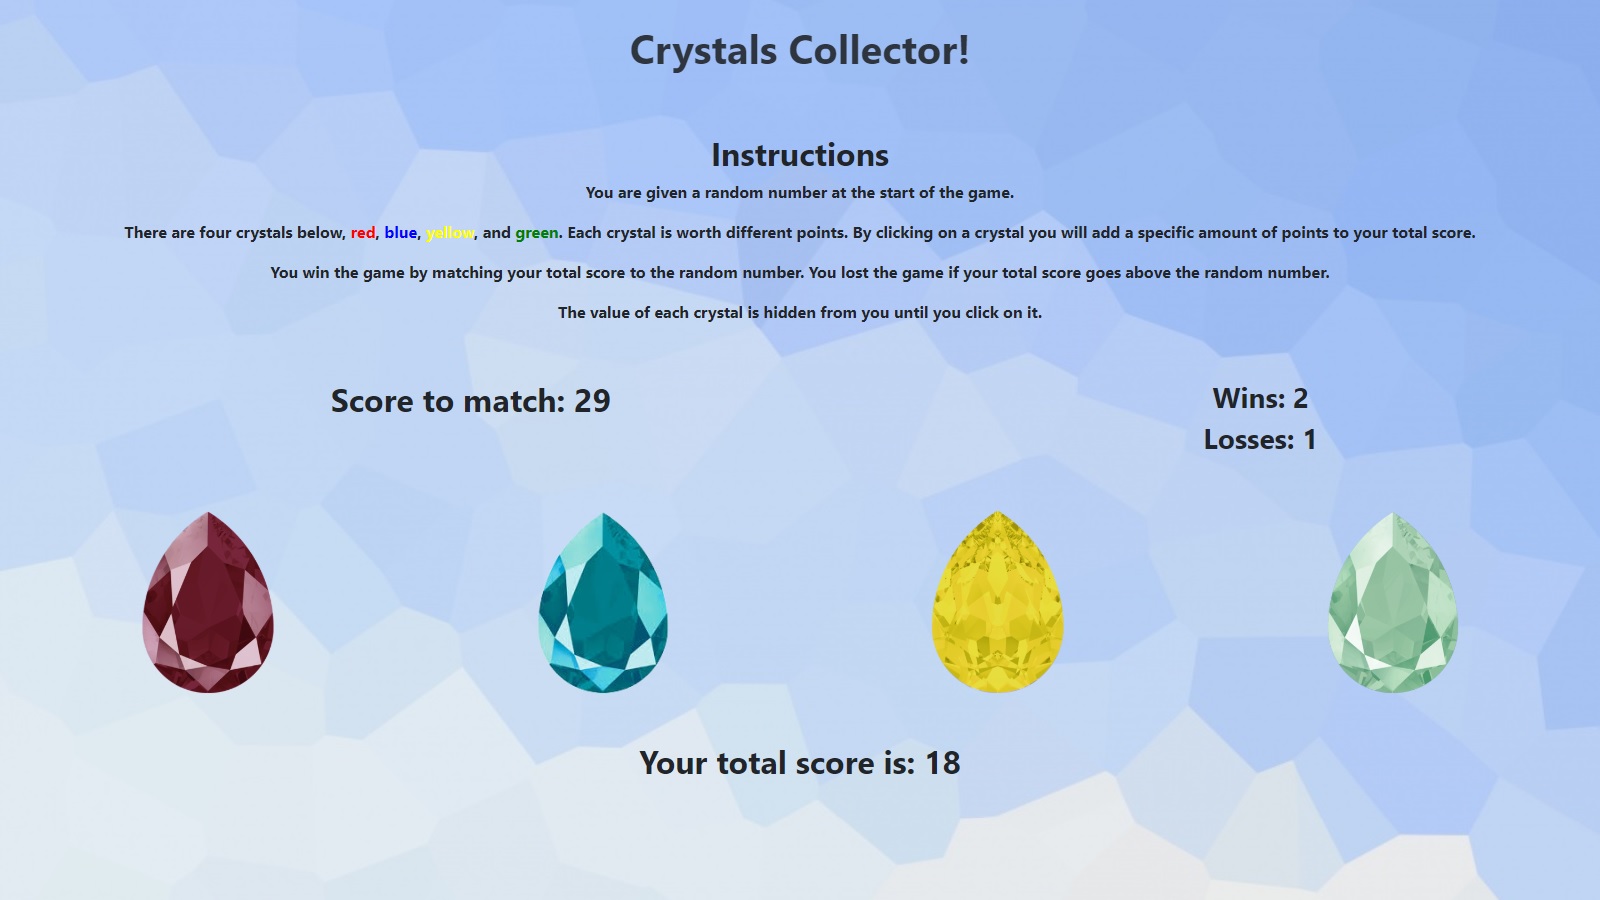 Crystals Collector!
Instructions
You are given a random number at the start of the game.
There are four crystals below, red, blue, yellow, and green. Each crystal is worth different points. By clicking on a crystal you will add a specific amount of points to your total score.
You win the game by matching your total score to the random number. You lost the game if your total score goes above the random number.
The value of each crystal is hidden from you until you click on it.
Score to match: 29
Wins: 2
Losses: 1
Your total score is: 18